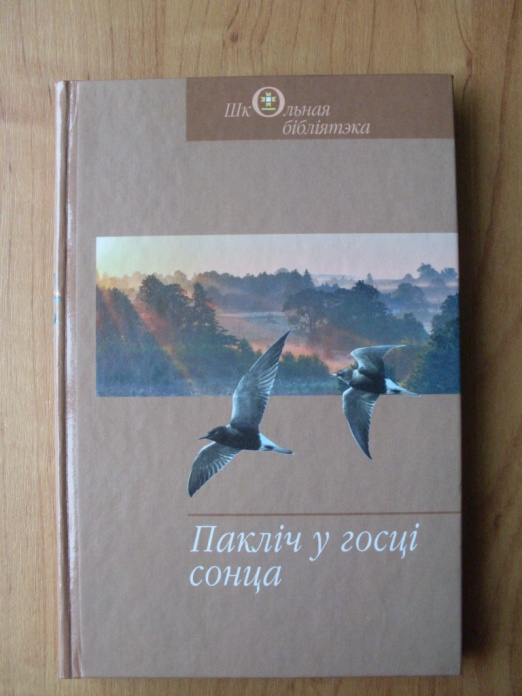 Школьная
бібліятэка
Пакліч у госці
сонца